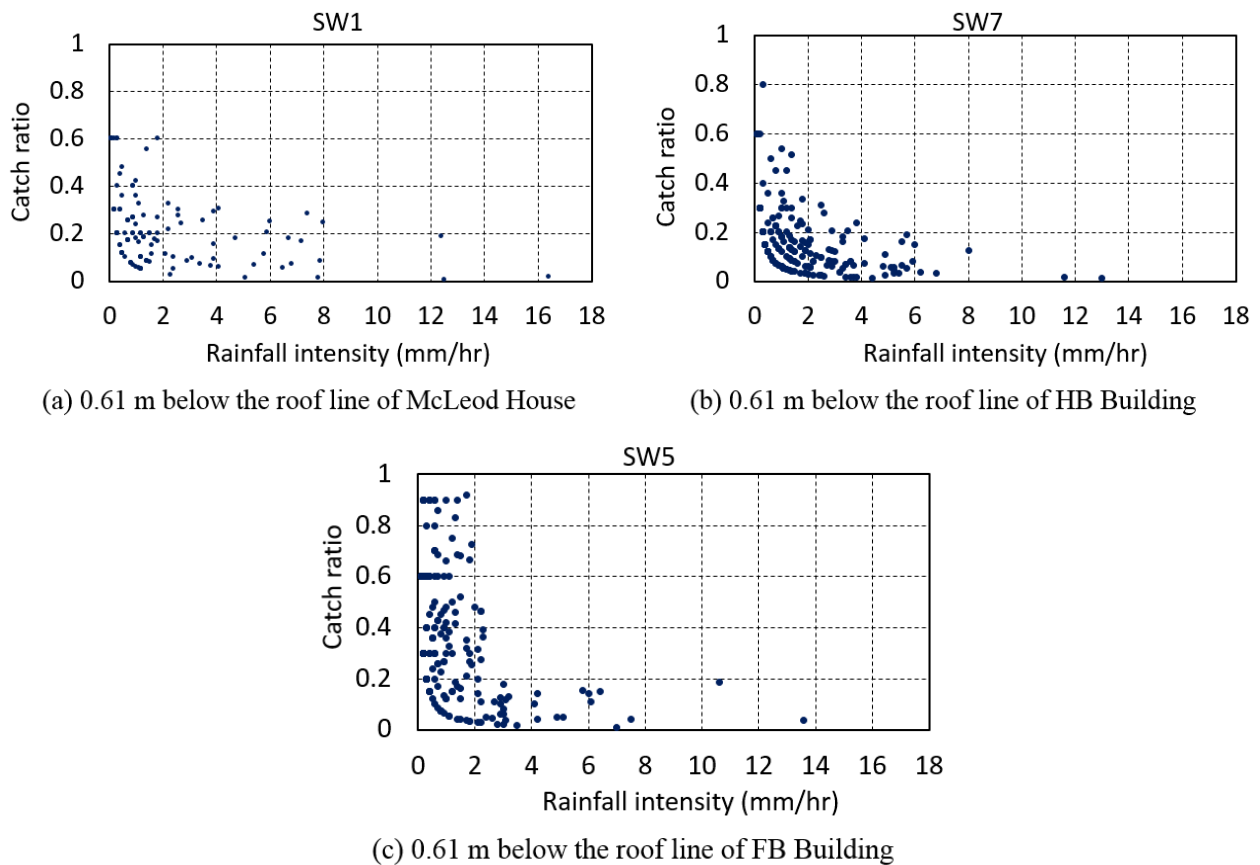 SW1
1
0.8
0.6
0.4
0.2
0
Catch ratio
0 2 4 6 8 10 12 14 16 18
Rainfall intensity (mm/hr)
(a) 0.61 m below the roof line of McLeod House
SW7
1
0.8
0.6
0.4
0.2
0
Catch ratio
0 2 4 6 8 10 12 14 16 18
Rainfall intensity (mm/hr)
(b) 0.61 m below the roof line of HB Building
SW5
1
0.8
0.6
0.4
0.2
0
Catch ratio
0 2 4 6 8 10 12 14 16 18
Rainfall intensity (mm/hr)
(c) 0.61 m below the roof line of FB Building